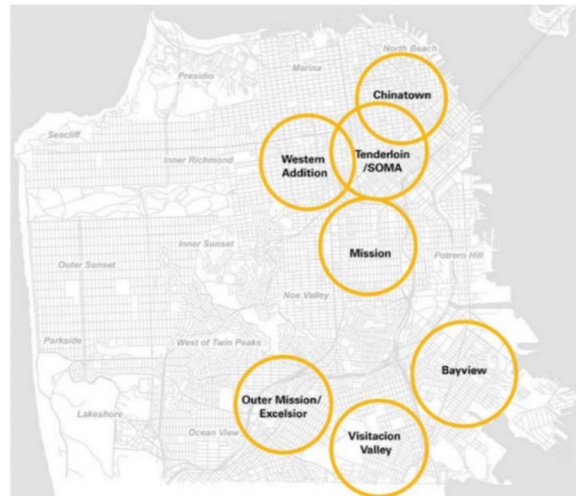 North Beach
Marina
Presidio
Chinatown
Seacliff
Inner Richmond
Western
Addition
Tenderloin
/SOMA
Inner Sunset
Mission
Outer Sunset
Potrero Hill
Noe Valley
Parkside
West of Twin Peaks
Bayview
Outer Mission/
Excelsior
Lakeshore
Ocean View
Visitacion
Valley